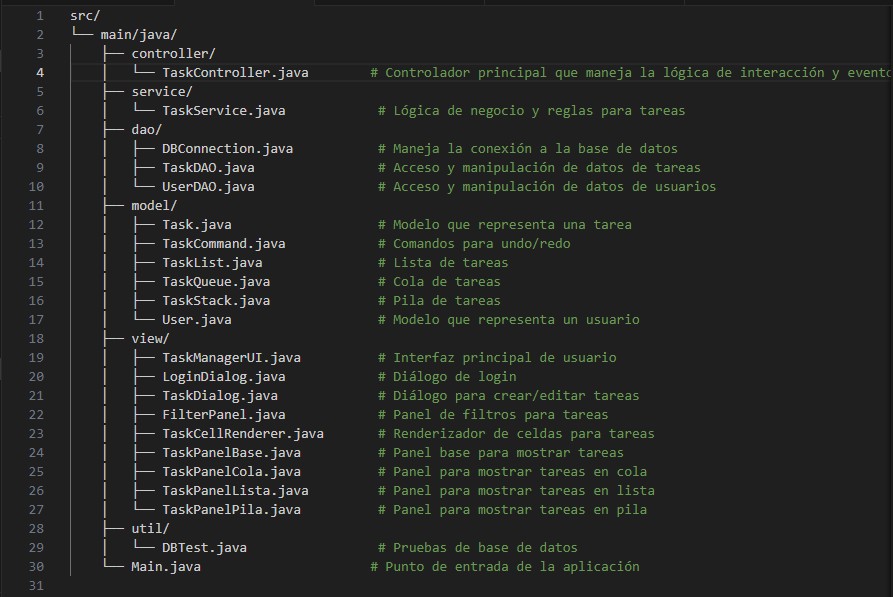 1 src/
2 └── main/java/
3     ├── controller/
4     │   └── TaskController.java        # Controlador principal que maneja la lógica de interacción y evento
5     ├── service/
6     │   └── TaskService.java            # Lógica de negocio y reglas para tareas
7     ├── dao/
8     │   ├── DBConnection.java           # Maneja la conexión a la base de datos
9     │   ├── TaskDAO.java                # Acceso y manipulación de datos de tareas
10     │   └── UserDAO.java                # Acceso y manipulación de datos de usuarios
11     ├── model/
12     │   ├── Task.java                   # Modelo que representa una tarea
13     │   ├── TaskCommand.java            # Comandos para undo/redo
14     │   ├── TaskList.java               # Lista de tareas
15     │   ├── TaskQueue.java              # Cola de tareas
16     │   ├── TaskStack.java              # Pila de tareas
17     │   └── User.java                   # Modelo que representa un usuario
18     ├── view/
19     │   ├── TaskManagerUI.java          # Interfaz principal de usuario
20     │   ├── LoginDialog.java            # Diálogo de login
21     │   ├── TaskDialog.java             # Diálogo para crear/editar tareas
22     │   ├── FilterPanel.java            # Panel de filtros para tareas
23     │   ├── TaskCellRenderer.java       # Renderizador de celdas para tareas
24     │   ├── TaskPanelBase.java          # Panel base para mostrar tareas
25     │   ├── TaskPanelCola.java          # Panel para mostrar tareas en cola
26     │   ├── TaskPanelLista.java         # Panel para mostrar tareas en lista
27     │   └── TaskPanelPila.java          # Panel para mostrar tareas en pila
28     ├── util/
29     │   └── DBTest.java                 # Pruebas de base de datos
30     └── Main.java                      # Punto de entrada de la aplicación
31